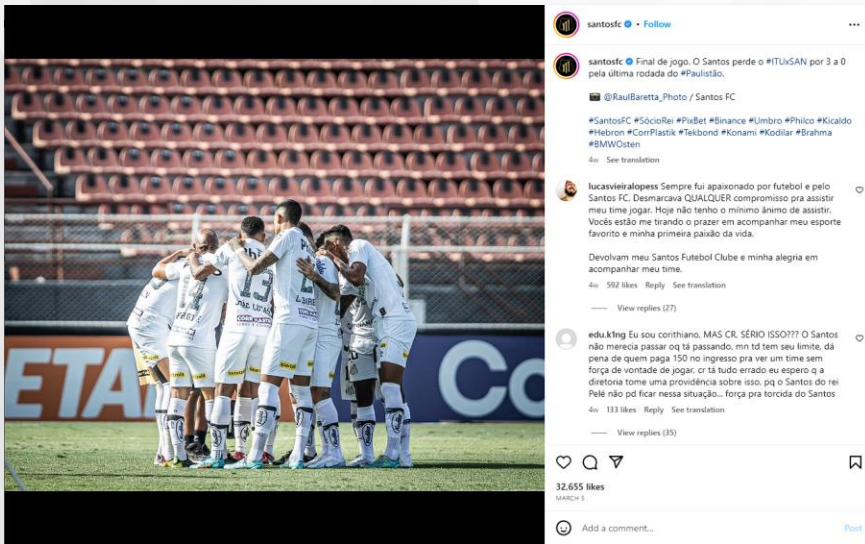 santosfc • Follow
santosfc Final de jogo. O Santos perde o #ITUxSAN por 3 a 0
pela última rodada do #Paulistão.
@RaulBaretta_Photo / Santos FC
#SantosFC #SócioRei #PixBet #Binance #Umbro #Philco #Kicaldo
#Hebron #CorrPlastik #Tekbond #Konami #Kodilar #Brahma
#BMWOsten
4w See translation
lucasvieiralopess Sempre fui apaixonado por futebol e pelo
Santos FC. Desmarcava QUALQUER compromisso pra assistir
meu time jogar. Hoje não tenho o mínimo ânimo de assistir.
Vocês estão me tirando o prazer em acompanhar meu esporte
favorito e minha primeira paixão da vida.
Devolvam meu Santos Futebol Clube e minha alegria em
acompanhar meu time.
4w 592 likes Reply See translation
View replies (27)
edu.k1ng Eu sou corithiano, MAS CR, SÉRIO ISSO??? O Santos
não merecia passar oq tá passando, mn td tem seu limite, dá
pena de quem paga 150 no ingresso pra ver um time sem
força de vontade de jogar, cr tá tudo errado eu espero q a
diretoria tome uma providência sobre isso, pq o Santos do rei
Pelé não pd ficar nessa situação... força pra torcida do Santos
4w 133 likes Reply See translation
View replies (35)
32.655 likes
MARCH 5
Add a comment...
Post
ETA
Co
13